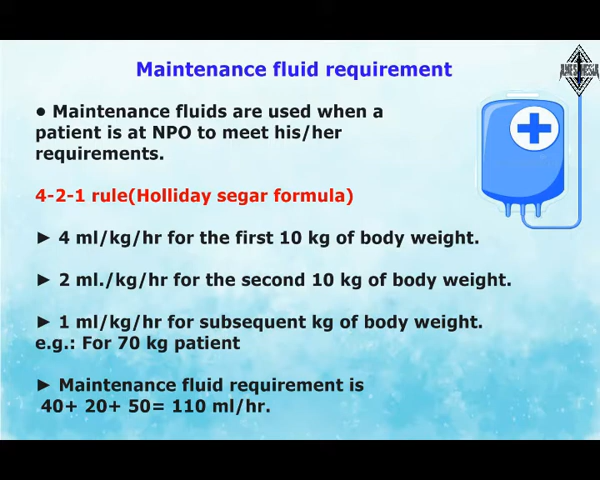 Maintenance fluid requirement
● Maintenance fluids are used when a
patient is at NPO to meet his/her
requirements.
4-2-1 rule(Holliday segar formula)
► 4 ml/kg/hr for the first 10 kg of body weight.
► 2 ml./kg/hr for the second 10 kg of body weight.
► 1 ml/kg/hr for subsequent kg of body weight.
e.g.: For 70 kg patient
► Maintenance fluid requirement is
40+ 20+ 50= 110 ml/hr.